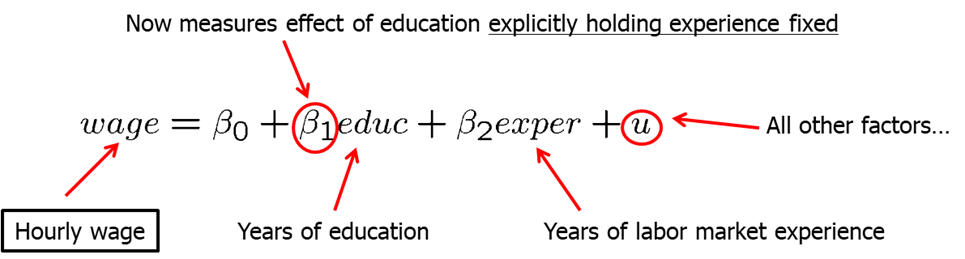 Now measures effect of education explicitly holding experience fixed
wage = β₀ + β₁educ + β₂exper + u
All other factors...
Hourly wage
Years of education
Years of labor market experience